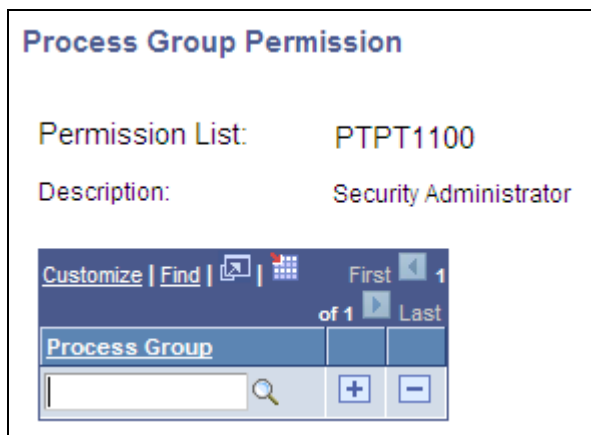 Process Group Permission
Permission List: PTPT1100
Description: Security Administrator
Customize | Find | | First 1
of 1 Last
Process Group